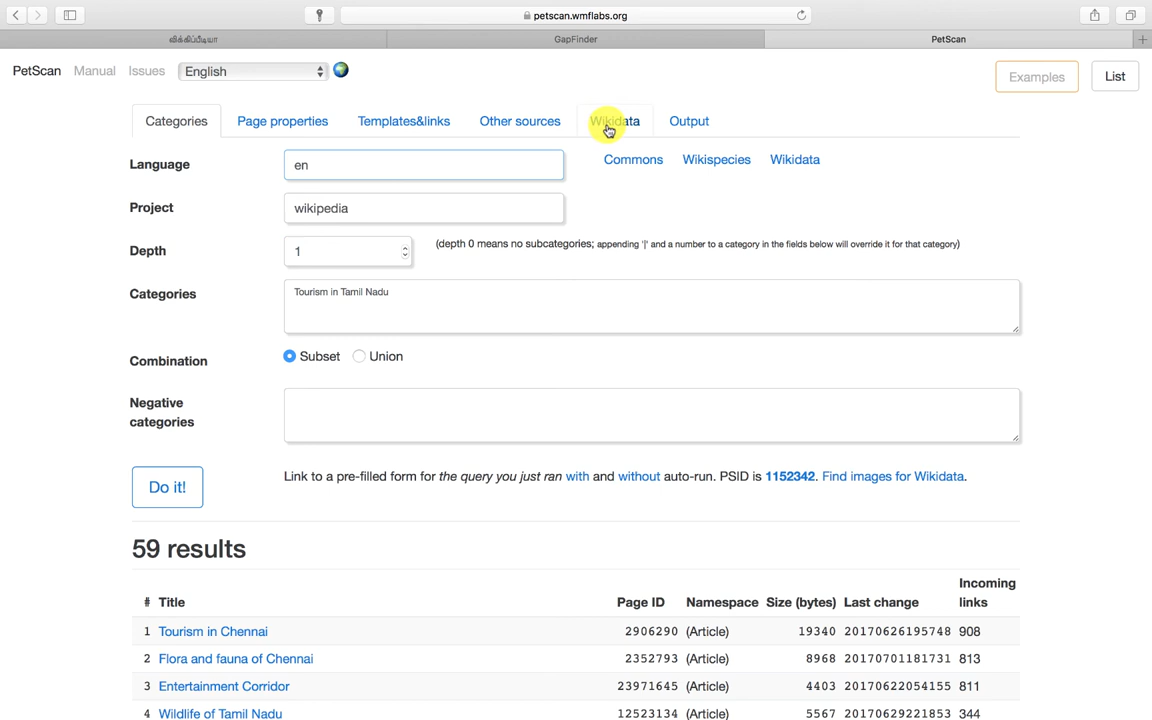 petscan.wmflabs.org
விக்கிப்பீடியா GapFinder PetScan
PetScan Manual Issues English Examples List
Categories Page properties Templates&links Other sources Wikidata Output
Language en Commons Wikispecies Wikidata
Project wikipedia
Depth 1 (depth 0 means no subcategories; appending '|' and a number to a category in the fields below will override it for that category)
Categories Tourism in Tamil Nadu
Combination Subset Union
Negative
categories
Do it! Link to a pre-filled form for the query you just ran with and without auto-run. PSID is 1152342. Find images for Wikidata.
59 results
# Title Page ID Namespace Size (bytes) Last change Incoming links
1 Tourism in Chennai 2906290 (Article) 19340 20170626195748 908
2 Flora and fauna of Chennai 2352793 (Article) 8968 20170701181731 813
3 Entertainment Corridor 23971645 (Article) 4403 20170622054155 811
4 Wildlife of Tamil Nadu 12523134 (Article) 5567 20170629221853 344